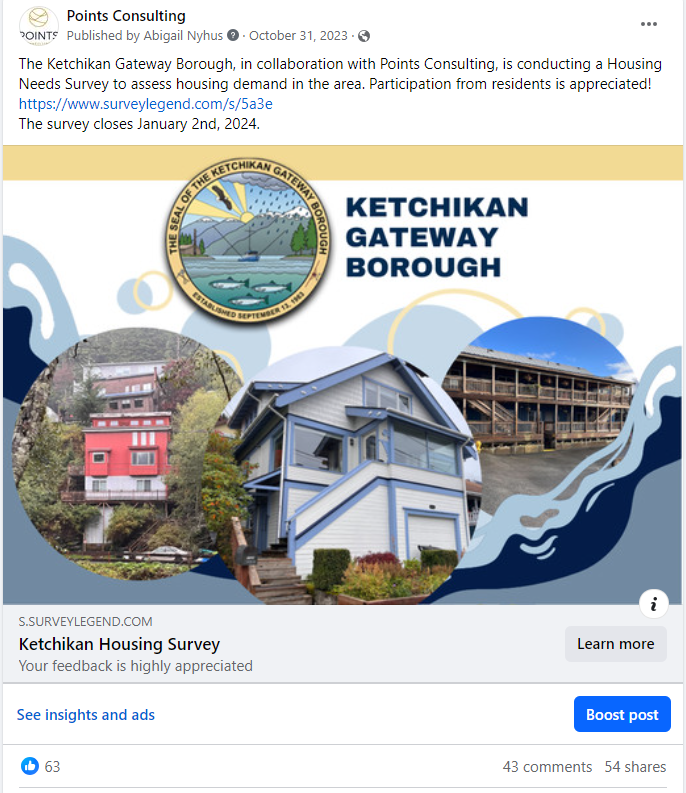 Points Consulting
POINTS
Published by Abigail Nyhus · October 31, 2023 ·
The Ketchikan Gateway Borough, in collaboration with Points Consulting, is conducting a Housing
Needs Survey to assess housing demand in the area. Participation from residents is appreciated!
https://www.surveylegend.com/s/5a3e
The survey closes January 2nd, 2024.
THE SEAL OF THE KETCHIKAN GATEWAY BOROUGH
ESTABLISHED SEPTEMBER 13, 1963
KETCHIKAN
GATEWAY
BOROUGH
S.SURVEYLEGEND.COM
Ketchikan Housing Survey
Your feedback is highly appreciated
Learn more
See insights and ads
Boost post
63
43 comments 54 shares